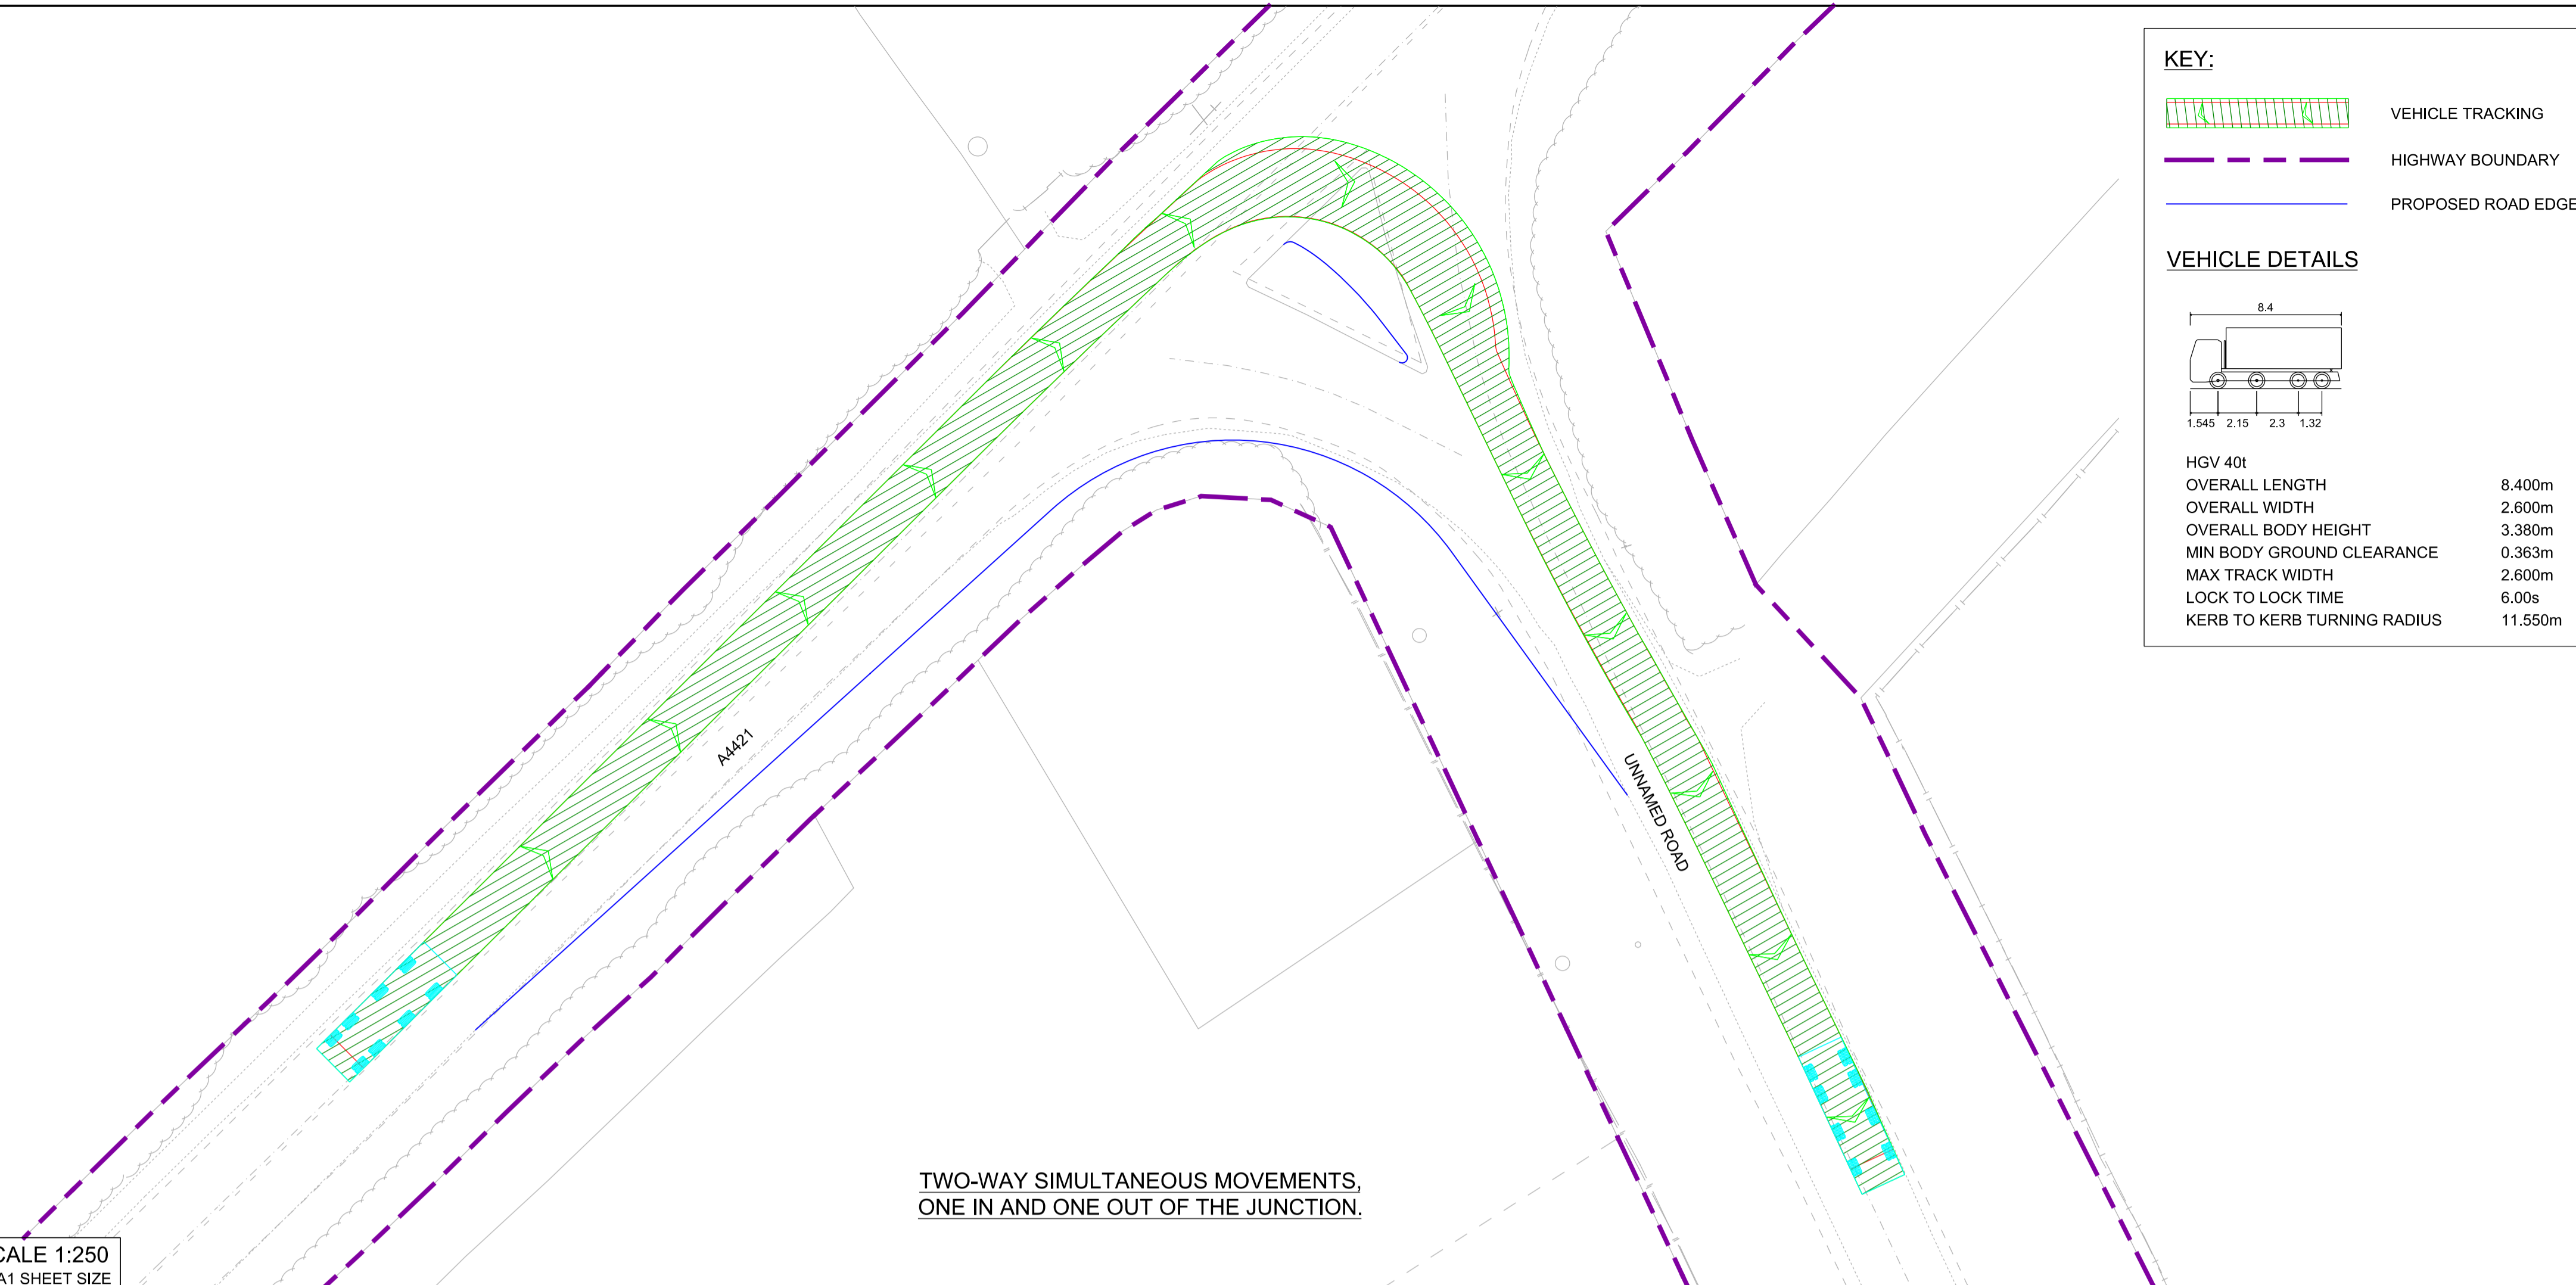 KEY:
VEHICLE TRACKING
HIGHWAY BOUNDARY
PROPOSED ROAD EDGE
VEHICLE DETAILS
8.4
1.545 2.15 2.3 1.32
HGV 40t
OVERALL LENGTH 8.400m
OVERALL WIDTH 2.600m
OVERALL BODY HEIGHT 3.380m
MIN BODY GROUND CLEARANCE 0.363m
MAX TRACK WIDTH 2.600m
LOCK TO LOCK TIME 6.00s
KERB TO KERB TURNING RADIUS 11.550m
A4421
UNNAMED ROAD
TWO-WAY SIMULTANEOUS MOVEMENTS,
ONE IN AND ONE OUT OF THE JUNCTION.
CALE 1:250
A1 SHEET SIZE